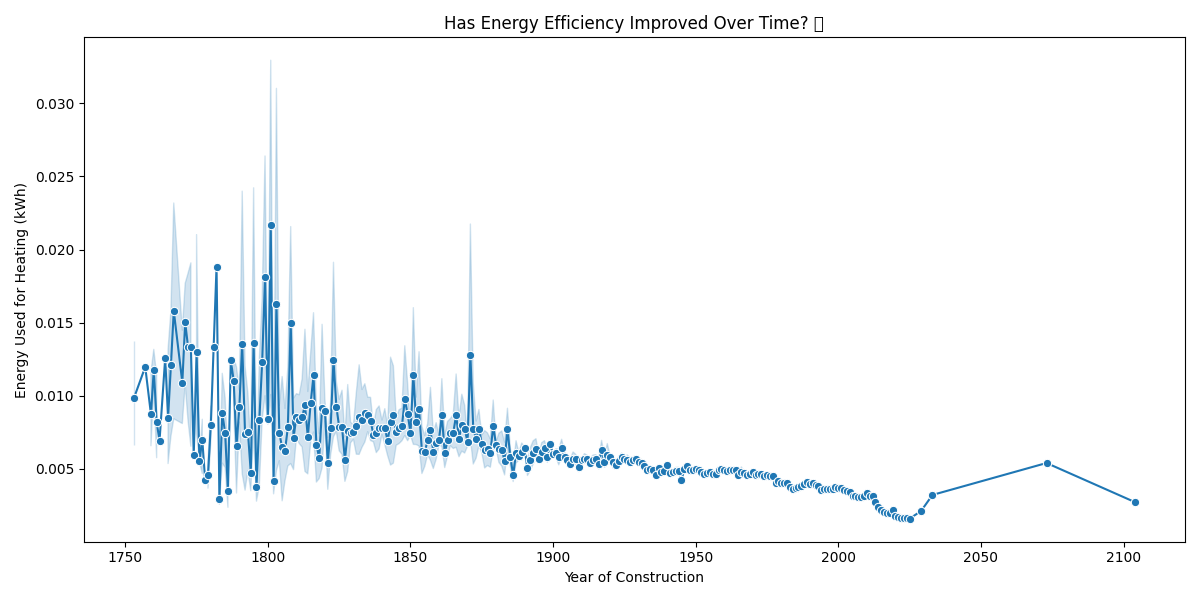 Has Energy Efficiency Improved Over Time? ▯
Energy Used for Heating (kWh)
0.030
0.025
0.020
0.015
0.010
0.005
1750 1800 1850 1900 1950 2000 2050 2100
Year of Construction